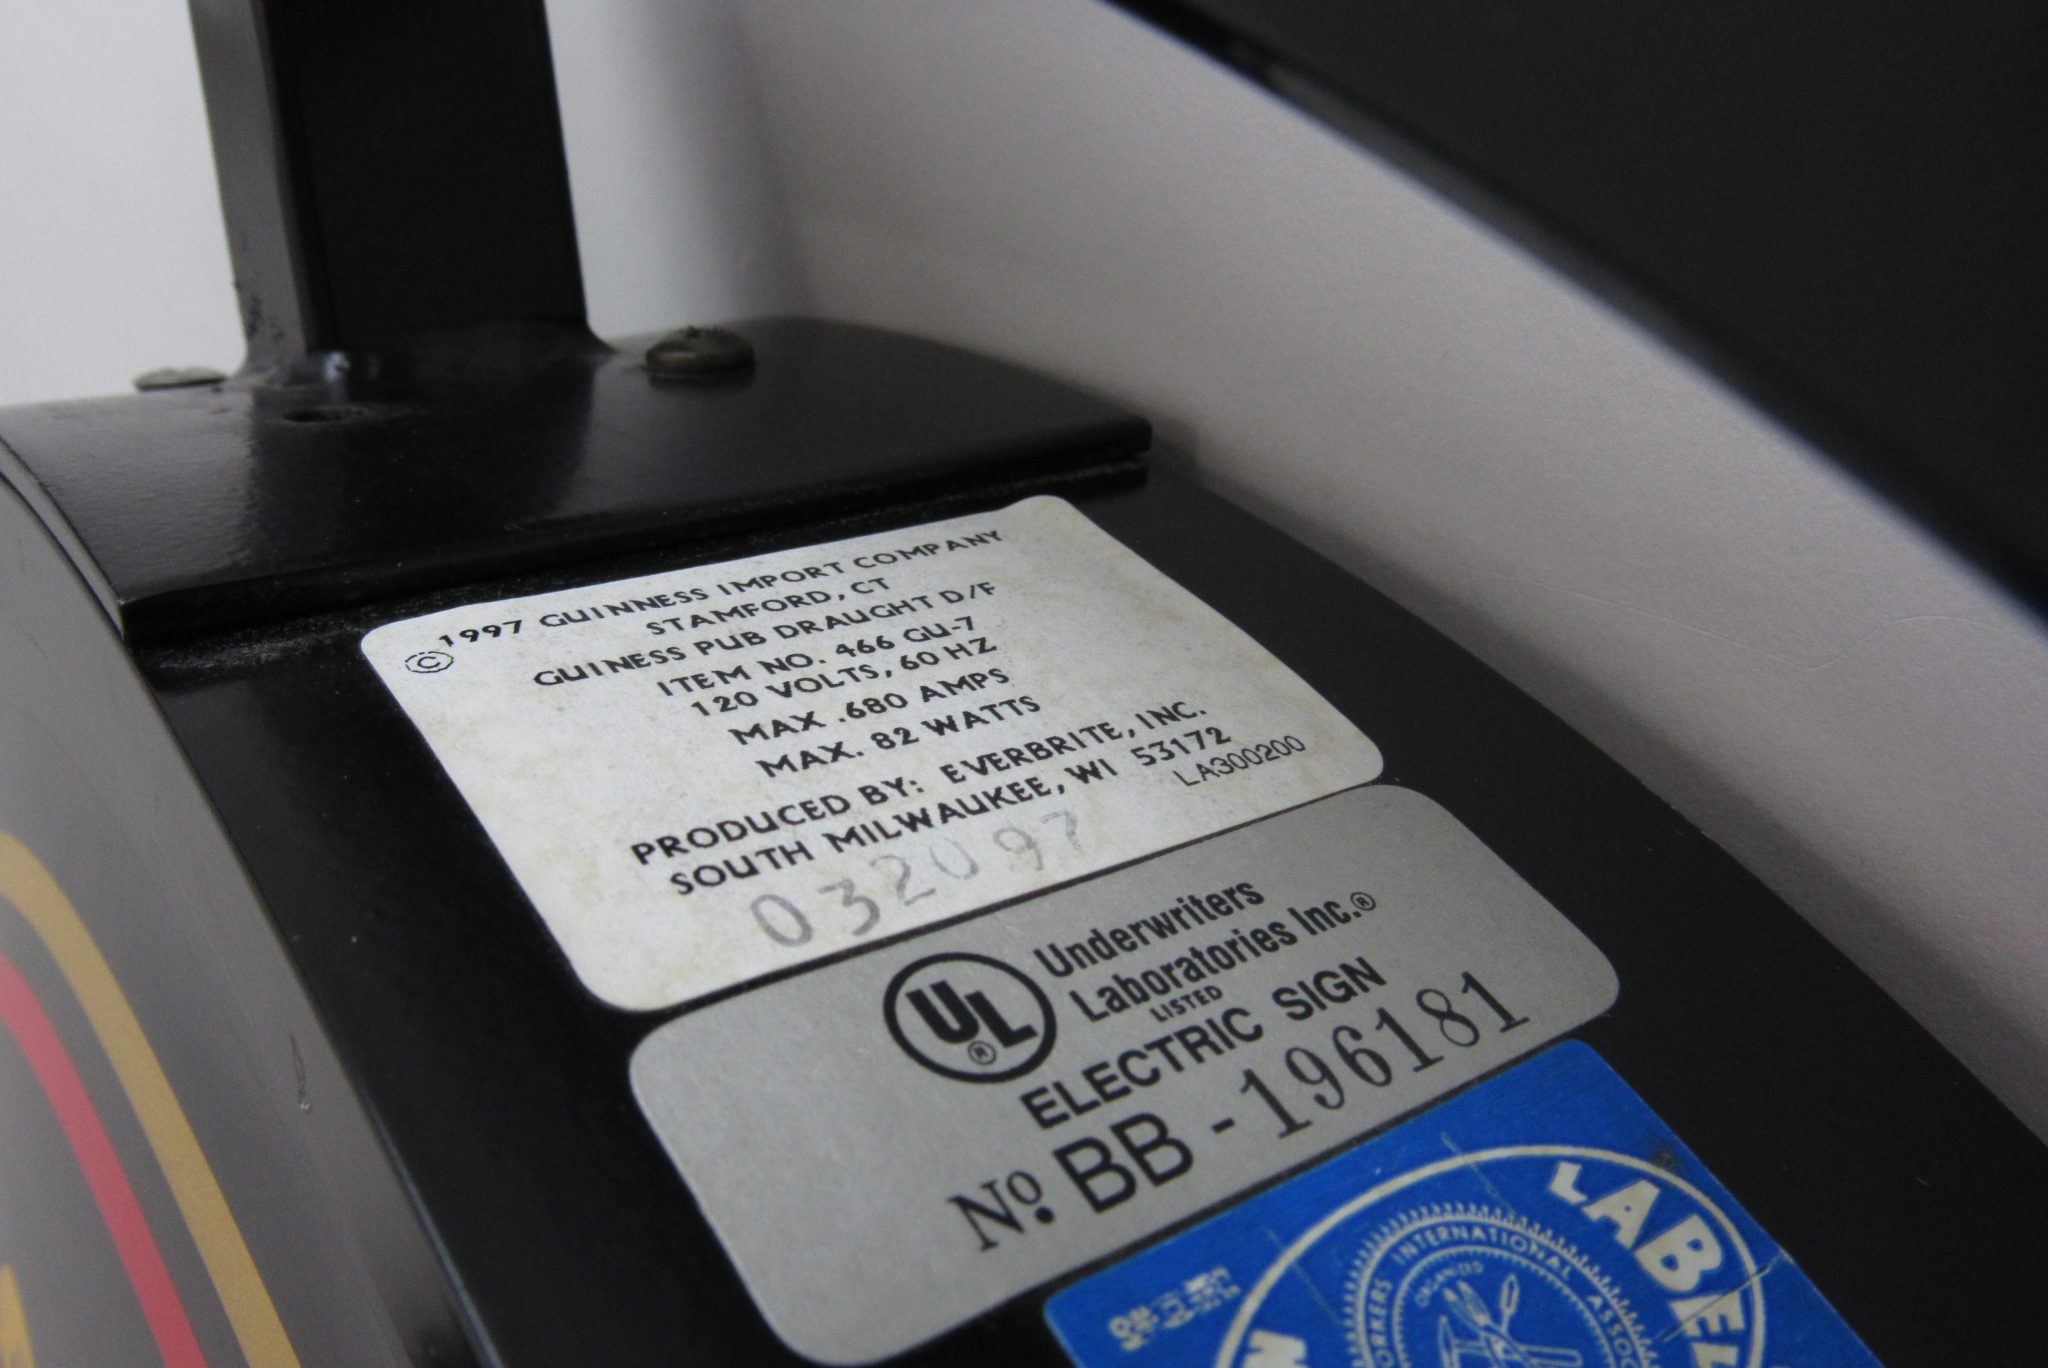 © 1997 GUINNESS IMPORT COMPANY
STAMFORD, CT
GUINESS PUB DRAUGHT D/F
ITEM NO. 466 GU-7
120 VOLTS, 60 HZ
MAX .680 AMPS
MAX. 82 WATTS
PRODUCED BY: EVERBRITE, INC.
SOUTH MILWAUKEE, WI 53172
LA300200
032097
UL ®
Underwriters
Laboratories Inc.®
LISTED
ELECTRIC SIGN
Nº BB - 196181
LABEL
INTERNATIONAL
ORGANIZED